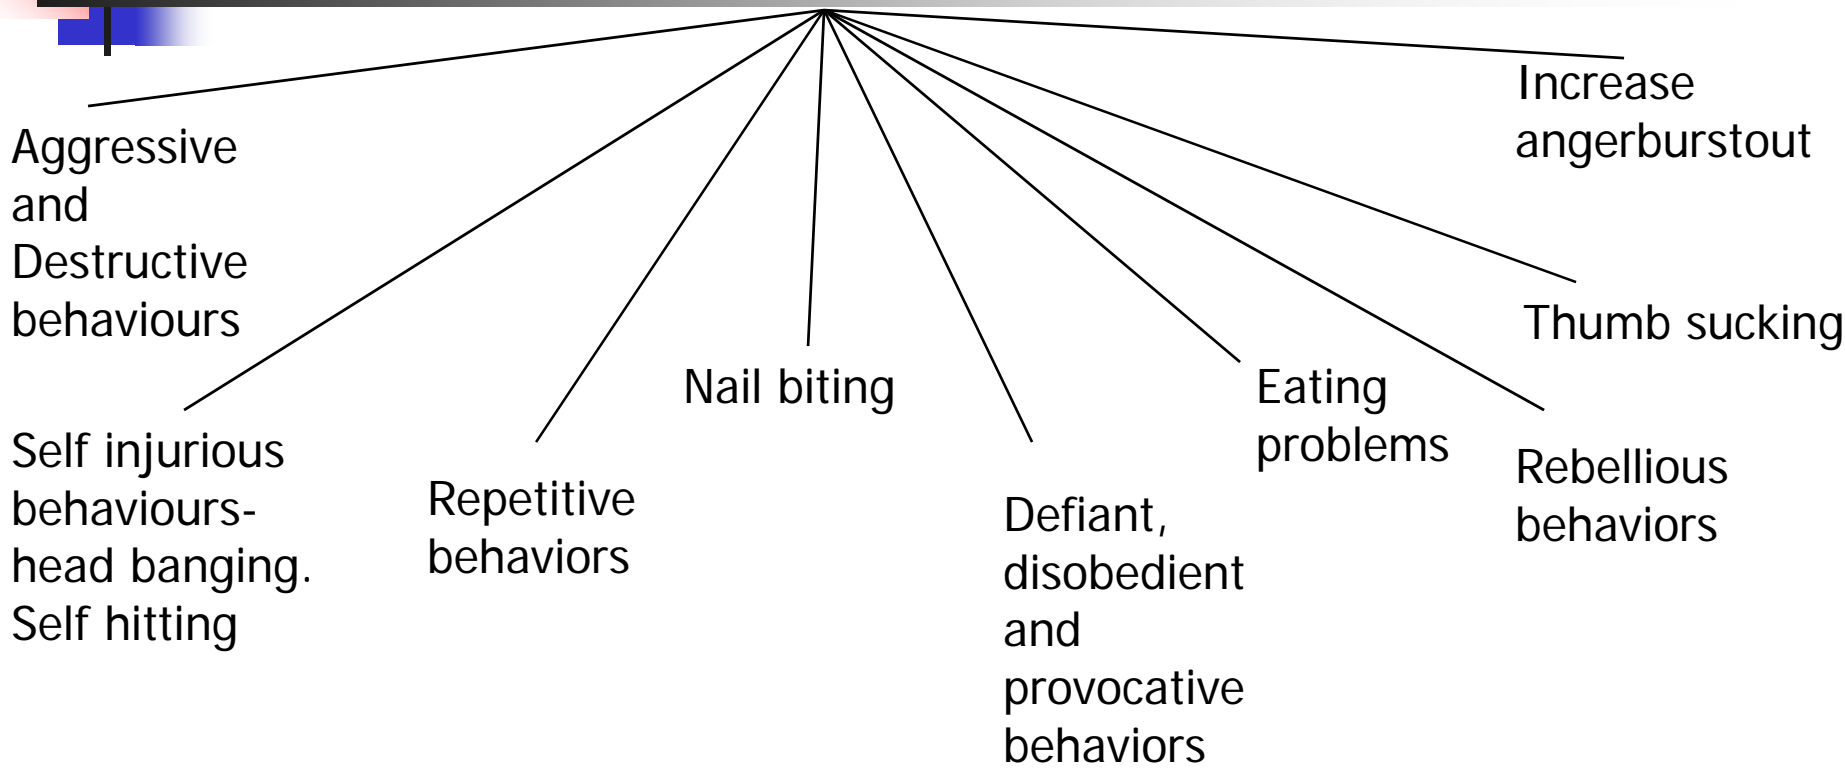 Aggressive
and
Destructive
behaviours
Self injurious
behaviours-
head banging.
Self hitting
Repetitive
behaviors
Nail biting
Defiant,
disobedient
and
provocative
behaviors
Eating
problems
Rebellious
behaviors
Thumb sucking
Increase
angerburstout